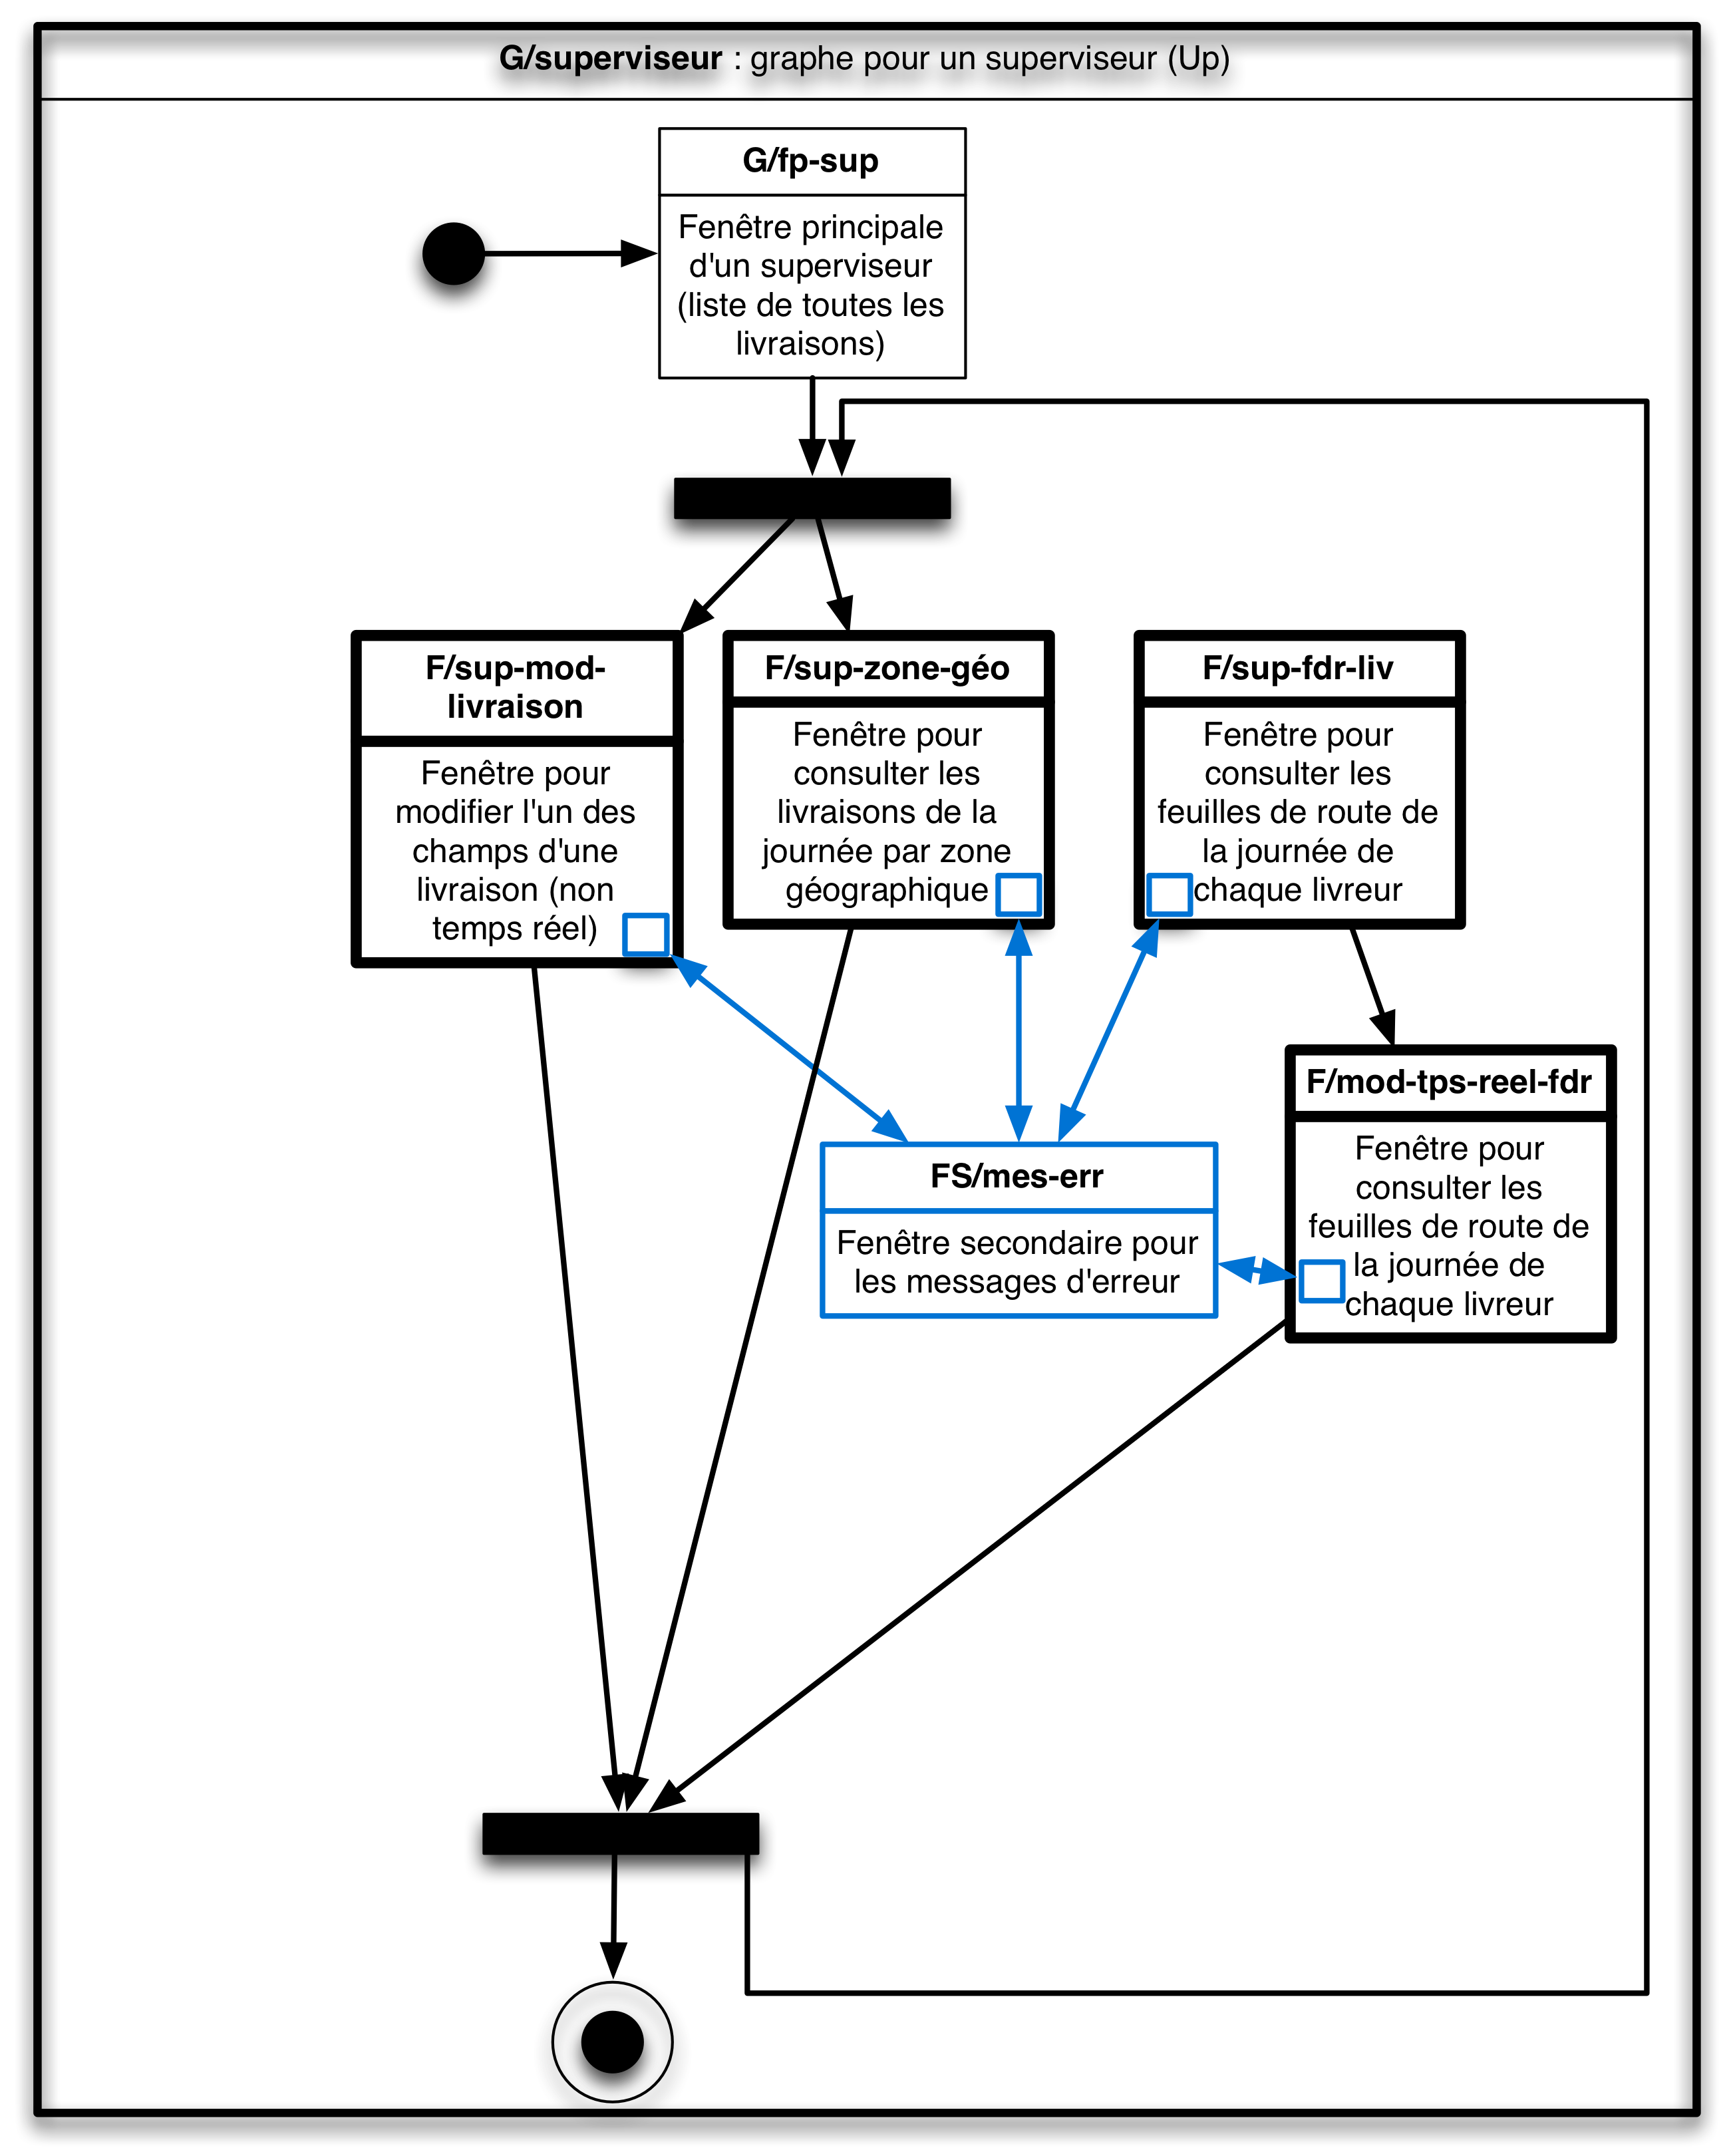 G/superviseur : graphe pour un superviseur (Up)
G/fp-sup
Fenêtre principale
d'un superviseur
(liste de toutes les
livraisons)
F/sup-mod-
livraison
Fenêtre pour
modifier l'un des
champs d'une
livraison (non
temps réel)
F/sup-zone-géo
Fenêtre pour
consulter les
livraisons de la
journée par zone
géographique
F/sup-fdr-liv
Fenêtre pour
consulter les
feuilles de route de
la journée de
chaque livreur
F/mod-tps-reel-fdr
Fenêtre pour
consulter les
feuilles de route de
la journée de
chaque livreur
FS/mes-err
Fenêtre secondaire pour
les messages d'erreur